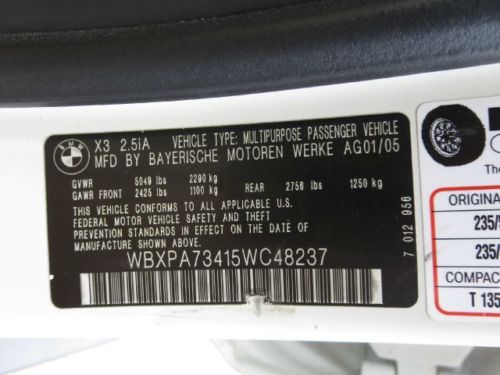 BMW
X3 2.5iA VEHICLE TYPE: MULTIPURPOSE PASSENGER VEHICLE
MFD BY BAYERISCHE MOTOREN WERKE AG01/05
GVWR 5049 lbs 2290 kg
GAWR FRONT 2425 lbs 1100 kg REAR 2756 lbs 1250 kg
THIS VEHICLE CONFORMS TO ALL APPLICABLE
FEDERAL MOTOR VEHICLE SAFETY AND THEFT
PREVENTION STANDARDS IN EFFECT ON THE DATE
OF MANUFACTURE SHOWN ABOVE.
WBXPA73415WC48237
7 012 956
ORIGINA
235/
235/
COMPAC
T 135